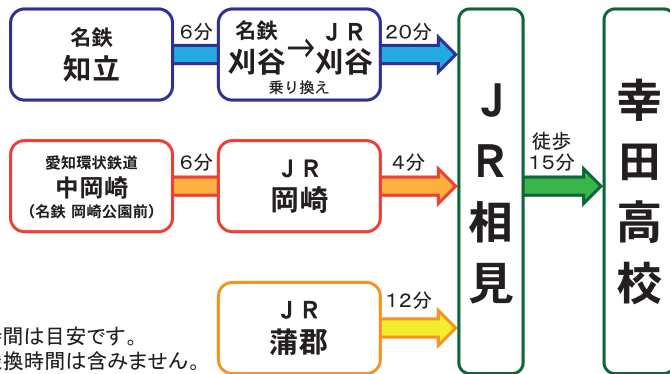 名鉄
知立
6分
名鉄 JR
刈谷→刈谷
乗り換え
20分
愛知環状鉄道
中岡崎
(名鉄 岡崎公園前)
6分
JR
岡崎
4分
JR
蒲郡
12分
JR相見
徒歩
15分
幸田高校
間は目安です。
換時間は含みません。